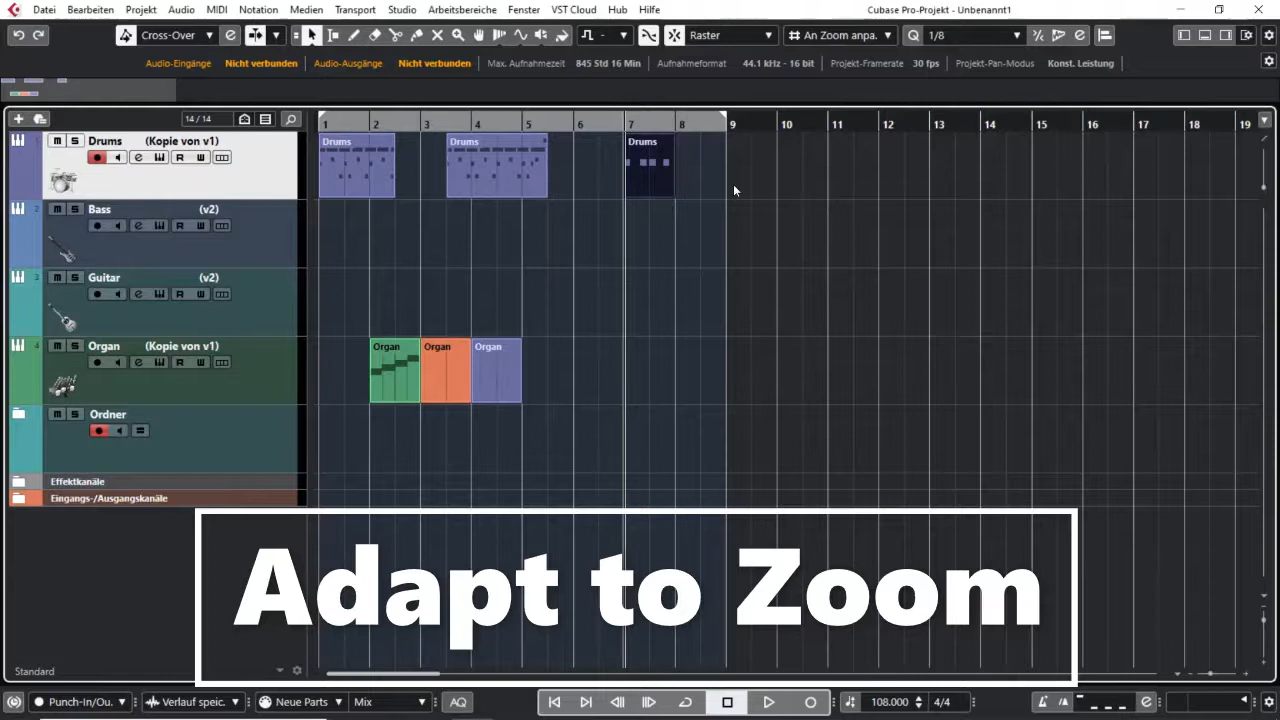 Datei Bearbeiten Projekt Audio MIDI Notation Medien Transport Studio Arbeitsbereiche Fenster VST Cloud Hub Hilfe Cubase Pro-Projekt - Unbenannt1
Cross-Over Raster An Zoom anpa. Q 1/8
Audio-Eingänge Nicht verbunden Audio-Ausgänge Nicht verbunden Max. Aufnahmezeit 845 Std 16 Min Aufnahmeformat 44.1 kHz - 16 bit Projekt-Framerate 30 fps Projekt-Pan-Modus Konst. Leistung
14 / 14
1 2 3 4 5 6 7 8 9 10 11 12 13 14 15 16 17 18 19
M S Drums (Kopie von v1)
R W
Drums Drums Drums
2 M S Bass (v2)
R W
3 M S Guitar (v2)
R W
4 M S Organ (Kopie von v1)
R W
Organ Organ Organ
M S Ordner
Effektkanäle
Eingangs-/Ausgangskanäle
Adapt to Zoom
Standard
Punch-In/Ou. Verlauf speic. Neue Parts Mix AQ 108.000 4/4